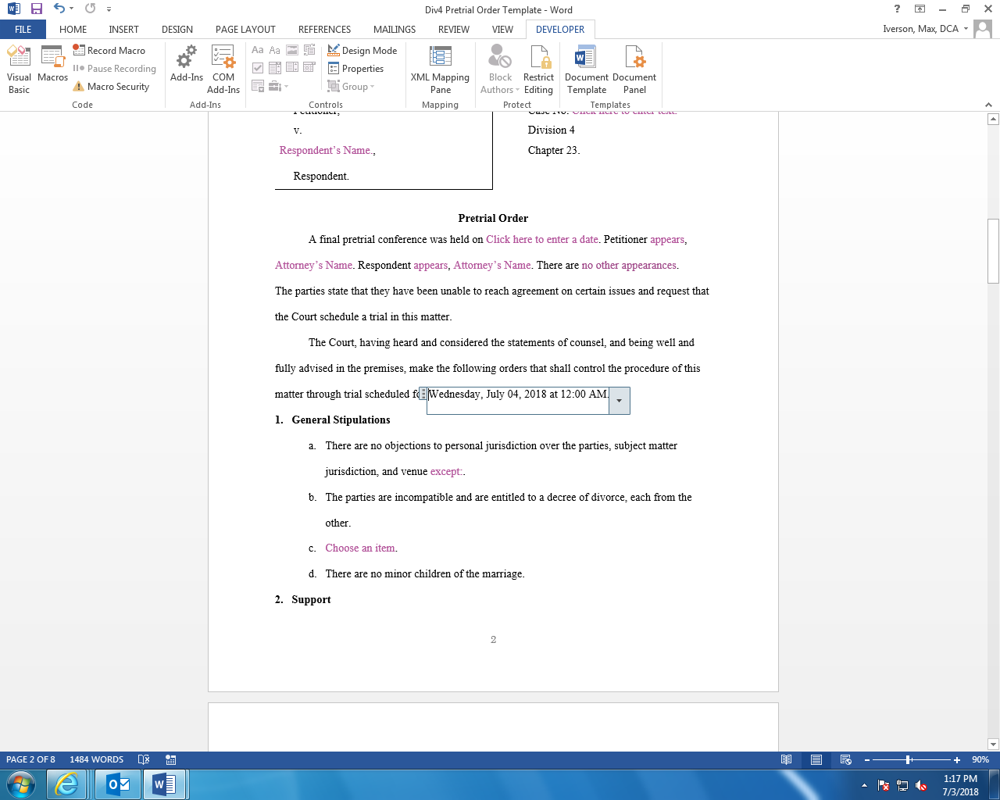 Div4 Pretrial Order Template - Word
FILE HOME INSERT DESIGN PAGE LAYOUT REFERENCES MAILINGS REVIEW VIEW DEVELOPER Iverson, Max, DCA
Visual Basic
Macros
Record Macro
Pause Recording
Macro Security
Code
Add-Ins
COM Add-Ins
Add-Ins
Aa Aa
Design Mode
Properties
Group
Controls
XML Mapping Pane
Mapping
Block Authors
Restrict Editing
Protect
Document Template
Document Panel
Templates
Petitioner, Case No. Click here to enter text.
v. Division 4
Respondent's Name., Chapter 23.
Respondent.
Pretrial Order
A final pretrial conference was held on Click here to enter a date. Petitioner appears,
Attorney's Name. Respondent appears, Attorney's Name. There are no other appearances.
The parties state that they have been unable to reach agreement on certain issues and request that
the Court schedule a trial in this matter.
The Court, having heard and considered the statements of counsel, and being well and
fully advised in the premises, make the following orders that shall control the procedure of this
matter through trial scheduled Wednesday, July 04, 2018 at 12:00 AM.
1. General Stipulations
a. There are no objections to personal jurisdiction over the parties, subject matter
jurisdiction, and venue except:.
b. The parties are incompatible and are entitled to a decree of divorce, each from the
other.
c. Choose an item.
d. There are no minor children of the marriage.
2. Support
2
PAGE 2 OF 8 1484 WORDS 90%
1:17 PM
7/3/2018